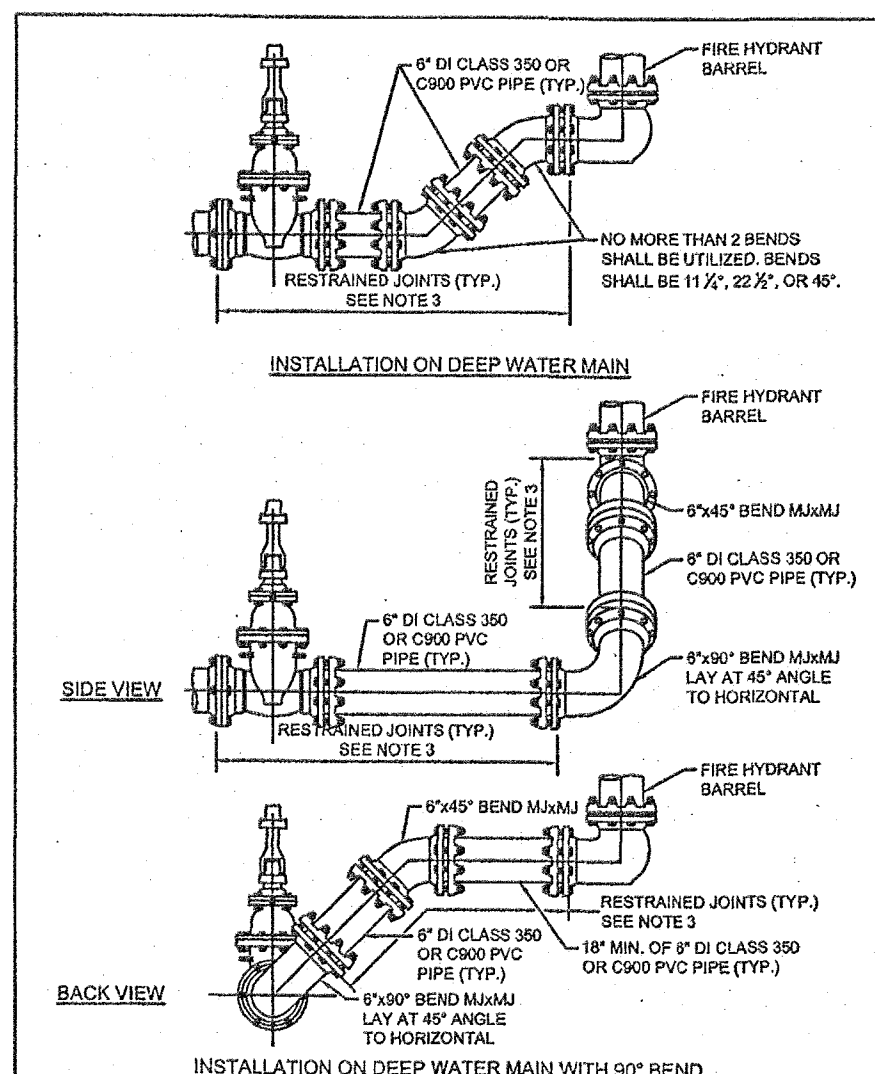 FIRE HYDRANT
BARREL
6" DI CLASS 350 OR
C900 PVC PIPE (TYP.)
NO MORE THAN 2 BENDS
SHALL BE UTILIZED. BENDS
SHALL BE 11 ¼°, 22 ½°, OR 45°.
RESTRAINED JOINTS (TYP.)
SEE NOTE 3
INSTALLATION ON DEEP WATER MAIN
FIRE HYDRANT
BARREL
RESTRAINED
JOINTS (TYP.)
SEE NOTE 3
6"x45° BEND MJxMJ
6" DI CLASS 350 OR
C900 PVC PIPE (TYP.)
6" DI CLASS 350
OR C900 PVC
PIPE (TYP.)
6"x90° BEND MJxMJ
LAY AT 45° ANGLE
TO HORIZONTAL
SIDE VIEW
RESTRAINED JOINTS (TYP.)
SEE NOTE 3
FIRE HYDRANT
BARREL
6"x45° BEND MJxMJ
RESTRAINED JOINTS (TYP.)
SEE NOTE 3
6" DI CLASS 350
OR C900 PVC
PIPE (TYP.)
18" MIN. OF 6" DI CLASS 350
OR C900 PVC PIPE (TYP.)
BACK VIEW
6"x90° BEND MJxMJ
LAY AT 45° ANGLE
TO HORIZONTAL
INSTALLATION ON DEEP WATER MAIN WITH 90° BEND